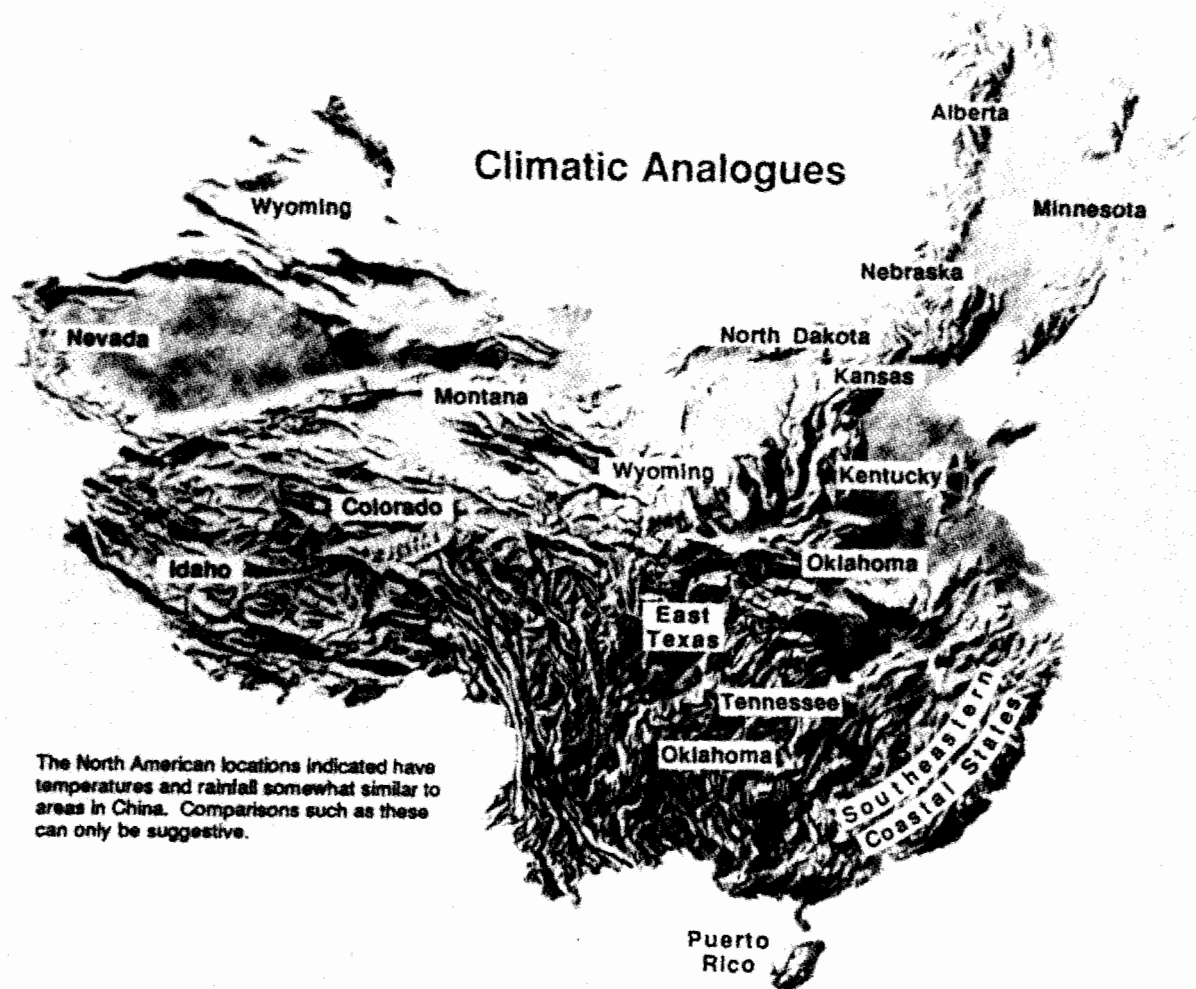 Climatic Analogues
Alberta
Wyoming
Minnesota
Nebraska
Nevada
North Dakota
Kansas
Montana
Wyoming
Kentucky
Colorado
Oklahoma
Idaho
East
Texas
Tennessee
Oklahoma
Southeastern
Coastal States
The North American locations indicated have
temperatures and rainfall somewhat similar to
areas in China. Comparisons such as these
can only be suggestive.
Puerto
Rico